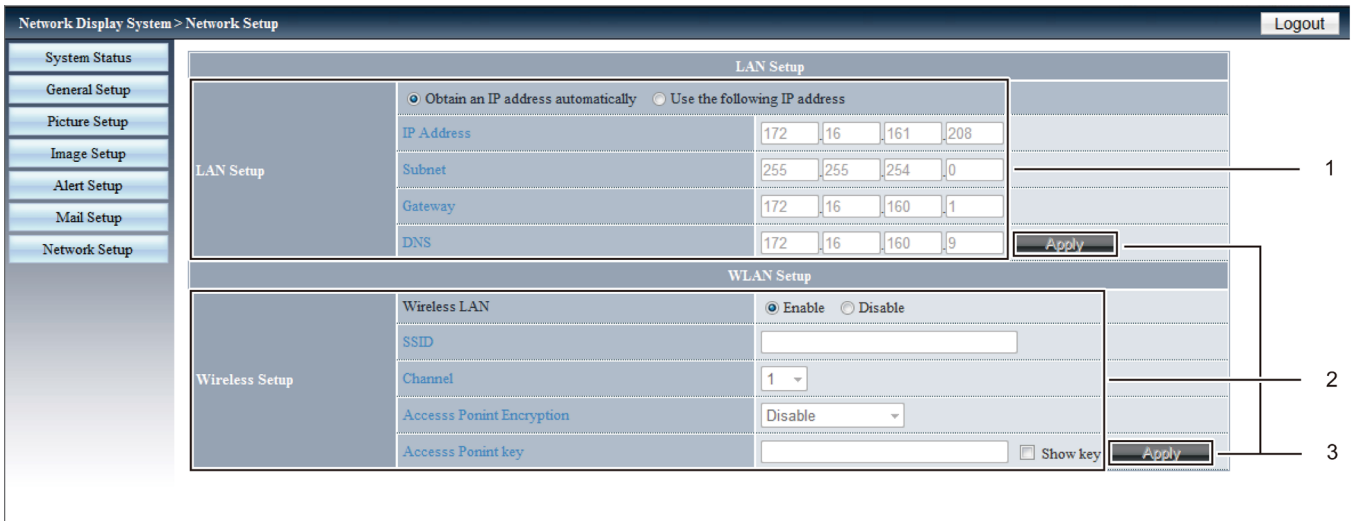 Network Display System > Network Setup
Logout
System Status
General Setup
Picture Setup
Image Setup
Alert Setup
Mail Setup
Network Setup
LAN Setup
LAN Setup
Obtain an IP address automatically Use the following IP address
IP Address 172 .16 .161 .208
Subnet 255 .255 .254 .0
Gateway 172 .16 .160 .1
DNS 172 .16 .160 .9 Apply
1
WLAN Setup
Wireless Setup
Wireless LAN Enable Disable
SSID
Channel 1
Accesss Ponint Encryption Disable
Accesss Ponint key Show key Apply
2
3